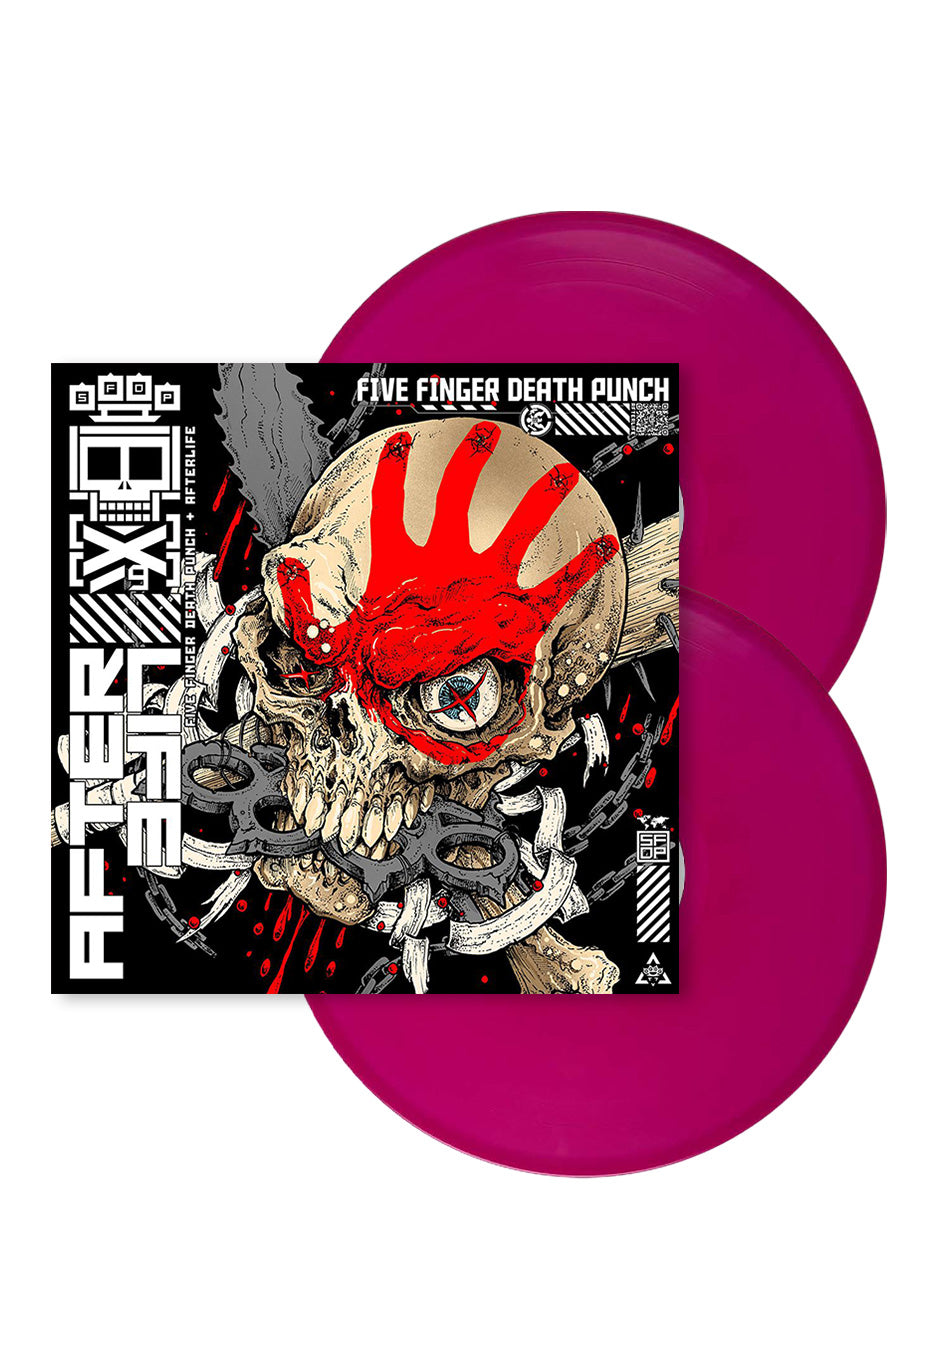 FIVE FINGER DEATH PUNCH
5 F D P
AFTER
LIFE
FIVE FINGER DEATH PUNCH + AFTERLIFE
5F
DP